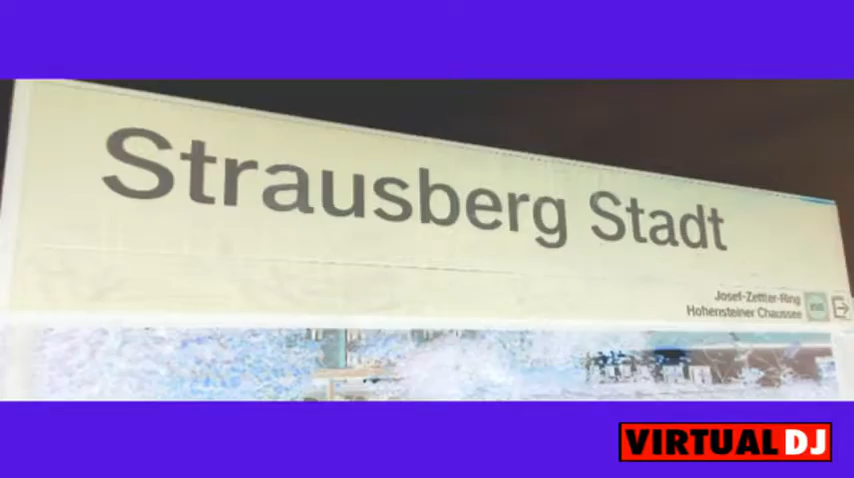 Strausberg Stadt
Josef-Zettler-Ring
Hohensteiner Chaussee
VIRTUAL DJ